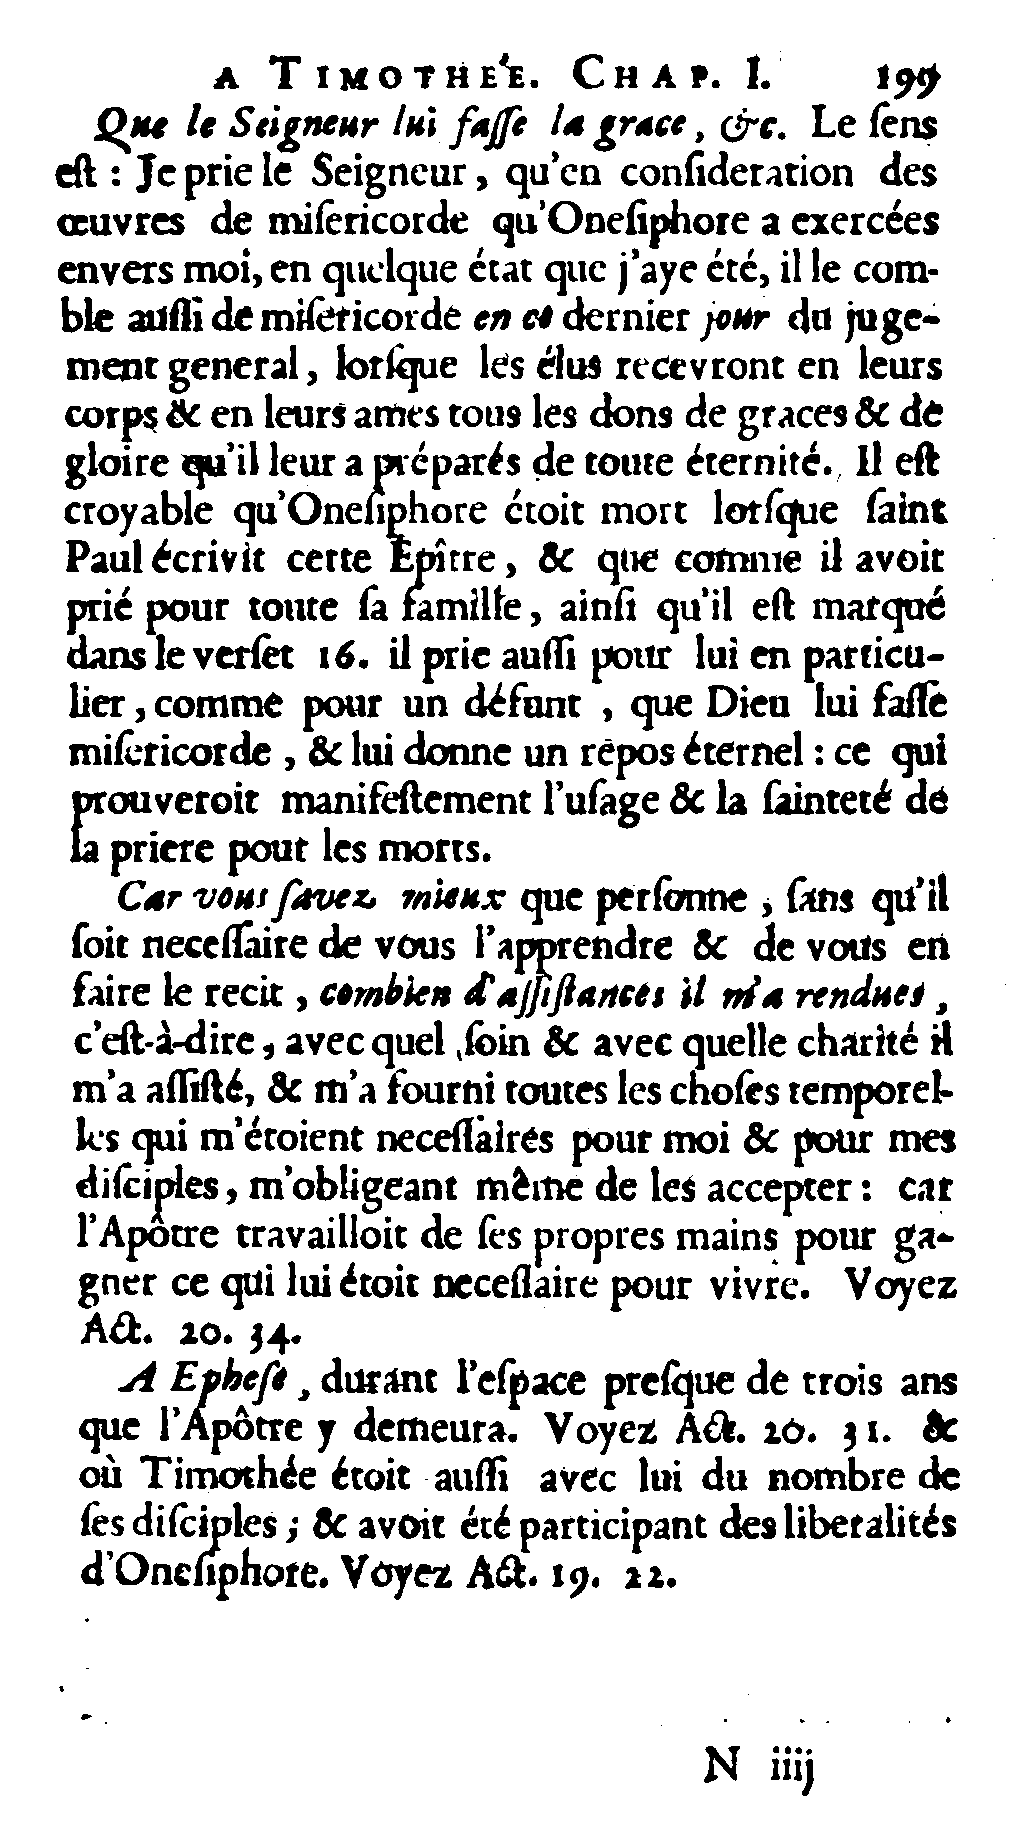 A TIMOTHÉE. CHAP. I. 199
Que le Seigneur lui faſſe la grace, &c. Le ſens
eſt : Je prie le Seigneur, qu'en conſideration des
œuvres de miſericorde qu'Oneſiphore a exercées
envers moi, en quelque état que j'aye été, il le com-
ble auſſi de miſericorde en ce dernier jour du juge-
ment general, lorſque les élus recevront en leurs
corps & en leurs ames tous les dons de graces & de
gloire qu'il leur a préparés de toute éternité. Il eſt
croyable qu'Oneſiphore étoit mort lorſque ſaint
Paul écrivit cette Epître, & que comme il avoit
prié pour toute ſa famille, ainſi qu'il eſt marqué
dans le verſet 16. il prie auſſi pour lui en particu-
lier, comme pour un défunt, que Dieu lui faſſe
miſericorde, & lui donne un repos éternel : ce qui
prouveroit manifeſtement l'uſage & la ſainteté de
la priere pour les morts.
Car vous ſavez mieux que perſonne, ſans qu'il
ſoit neceſſaire de vous l'apprendre & de vous en
faire le recit, combien d'aſſiſtances il m'a rendues,
c'eſt-à-dire, avec quel ſoin & avec quelle charité il
m'a aſſiſté, & m'a fourni toutes les choſes temporel-
les qui m'étoient neceſſaires pour moi & pour mes
diſciples, m'obligeant même de les accepter : car
l'Apôtre travailloit de ſes propres mains pour ga-
gner ce qui lui étoit neceſſaire pour vivre. Voyez
Act. 20. 34.
A Epheſe, durant l'eſpace preſque de trois ans
que l'Apôtre y demeura. Voyez Act. 20. 31. &
où Timothée étoit auſſi avec lui du nombre de
ſes diſciples ; & avoit été participant des liberalités
d'Oneſiphore. Voyez Act. 19. 22.
N iiij